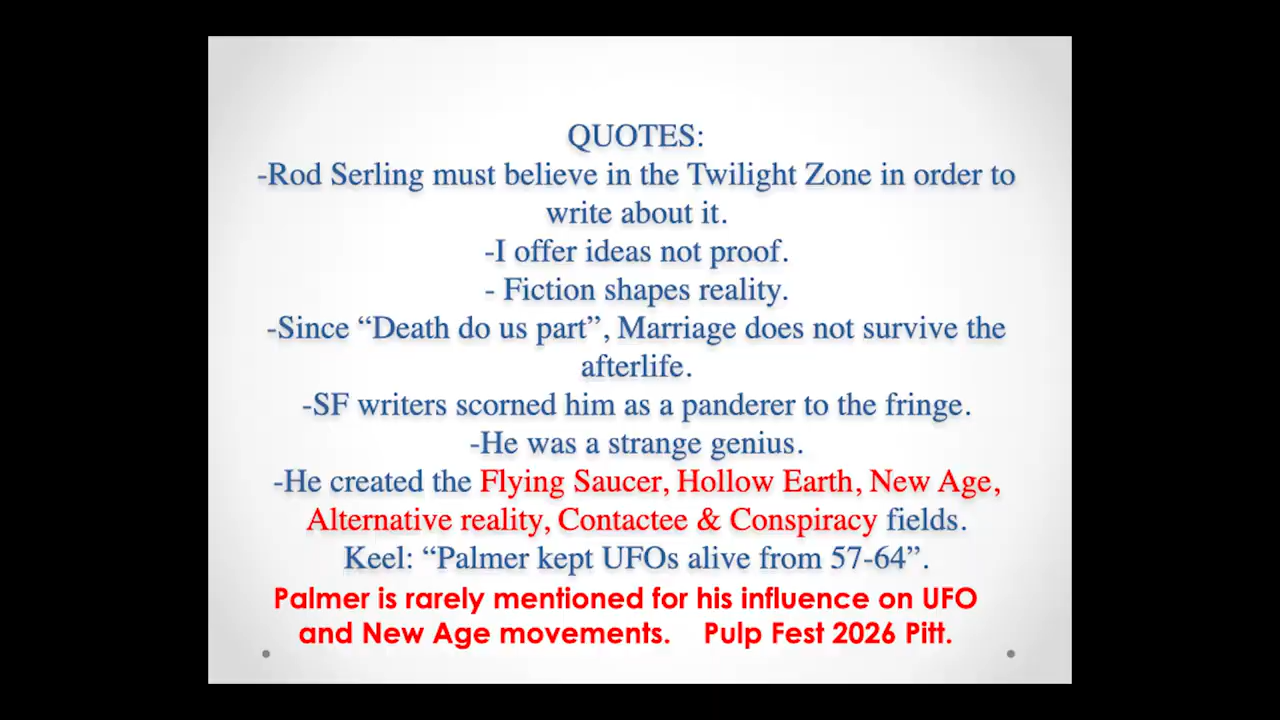 QUOTES:
-Rod Serling must believe in the Twilight Zone in order to
write about it.
-I offer ideas not proof.
- Fiction shapes reality.
-Since “Death do us part”, Marriage does not survive the
afterlife.
-SF writers scorned him as a panderer to the fringe.
-He was a strange genius.
-He created the Flying Saucer, Hollow Earth, New Age,
Alternative reality, Contactee & Conspiracy fields.
Keel: “Palmer kept UFOs alive from 57-64”.
Palmer is rarely mentioned for his influence on UFO
and New Age movements. Pulp Fest 2026 Pitt.